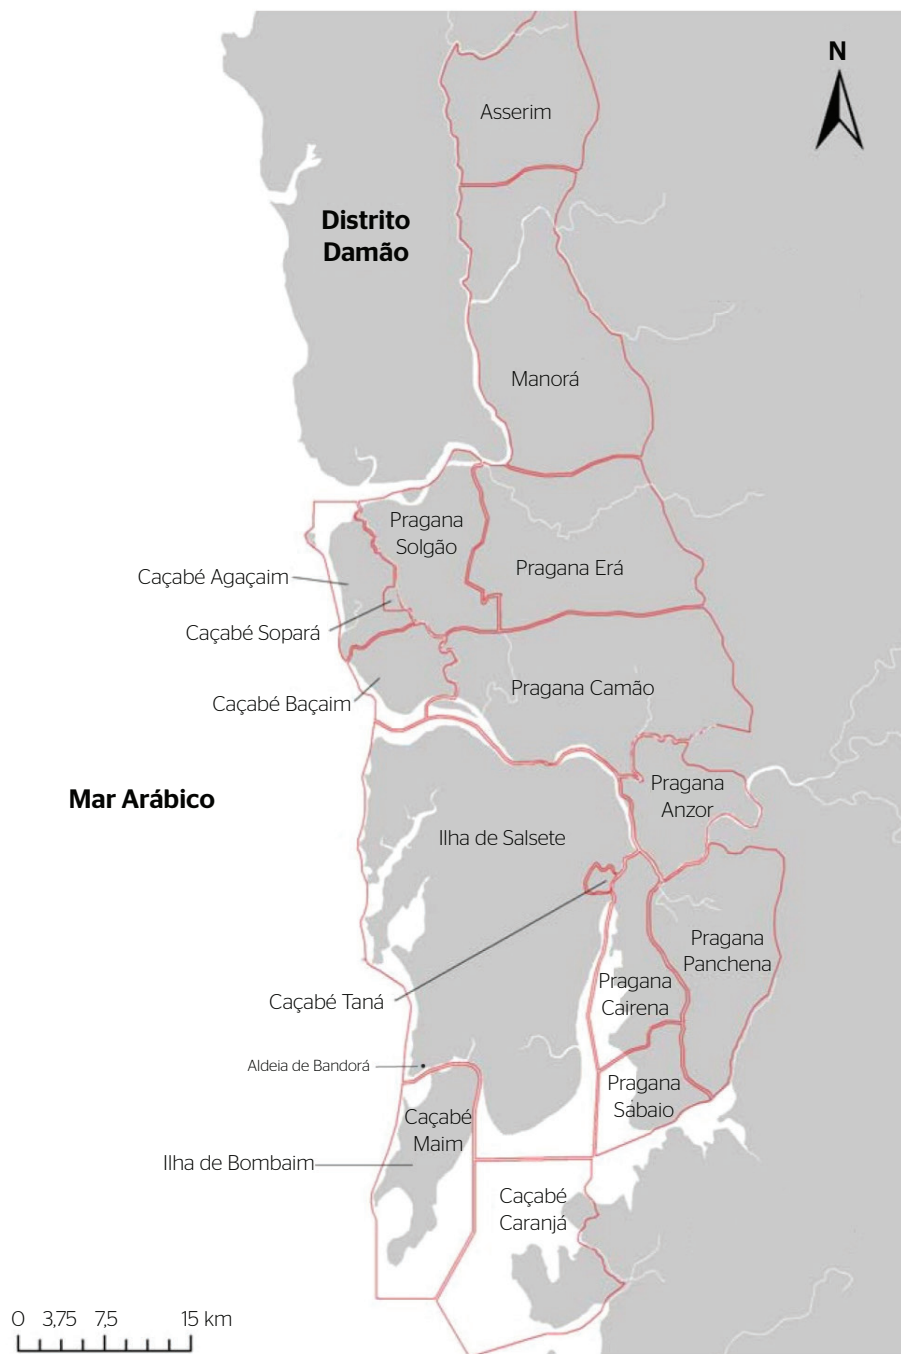 N
Asserim
Distrito
Damão
Manorá
Pragana
Solgão
Pragana Erá
Caçabé Agaçaim
Caçabé Sopará
Pragana Camão
Caçabé Baçaim
Mar Arábico
Pragana
Anzor
Ilha de Salsete
Pragana
Panchena
Pragana
Cairena
Caçabé Taná
Aldeia de Bandorá
Pragana
Sabaio
Caçabé
Maim
Ilha de Bombaim
Caçabé
Caranjá
0 3,75 7,5 15 km